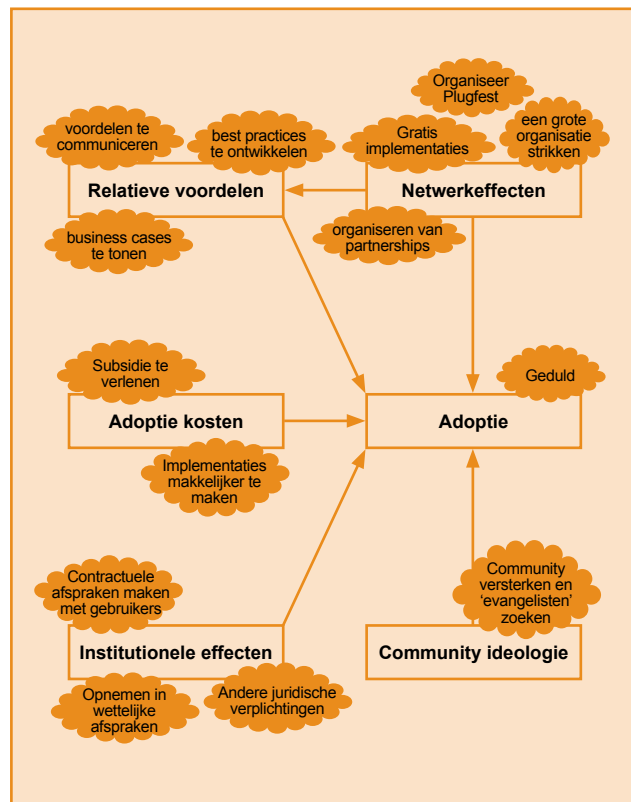 Organiseer
Plugfest
voordelen te
communiceren
best practices
te ontwikkelen
Gratis
implementaties
een grote
organisatie
strikken
Relatieve voordelen
Netwerkeffecten
business cases
te tonen
organiseren van
partnerships
Subsidie te
verlenen
Geduld
Adoptie kosten
Adoptie
Implementaties
makkelijker te
maken
Contractuele
afspraken maken
met gebruikers
Community
versterken en
‘evangelisten’
zoeken
Institutionele effecten
Community ideologie
Opnemen in
wettelijke
afspraken
Andere juridische
verplichtingen